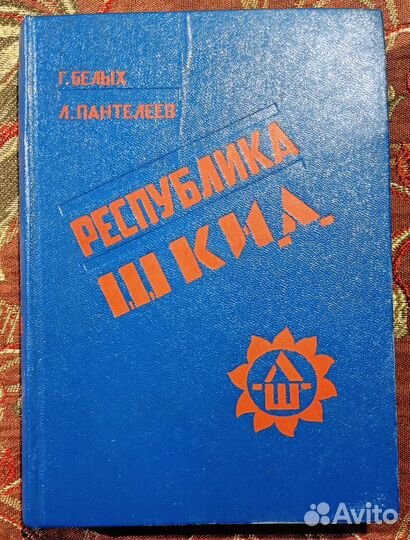 Г. БЕЛЫХ
Л. ПАНТЕЛЕЕВ
РЕСПУБЛИКА
ШКИД
Л
-Ш-
Avito